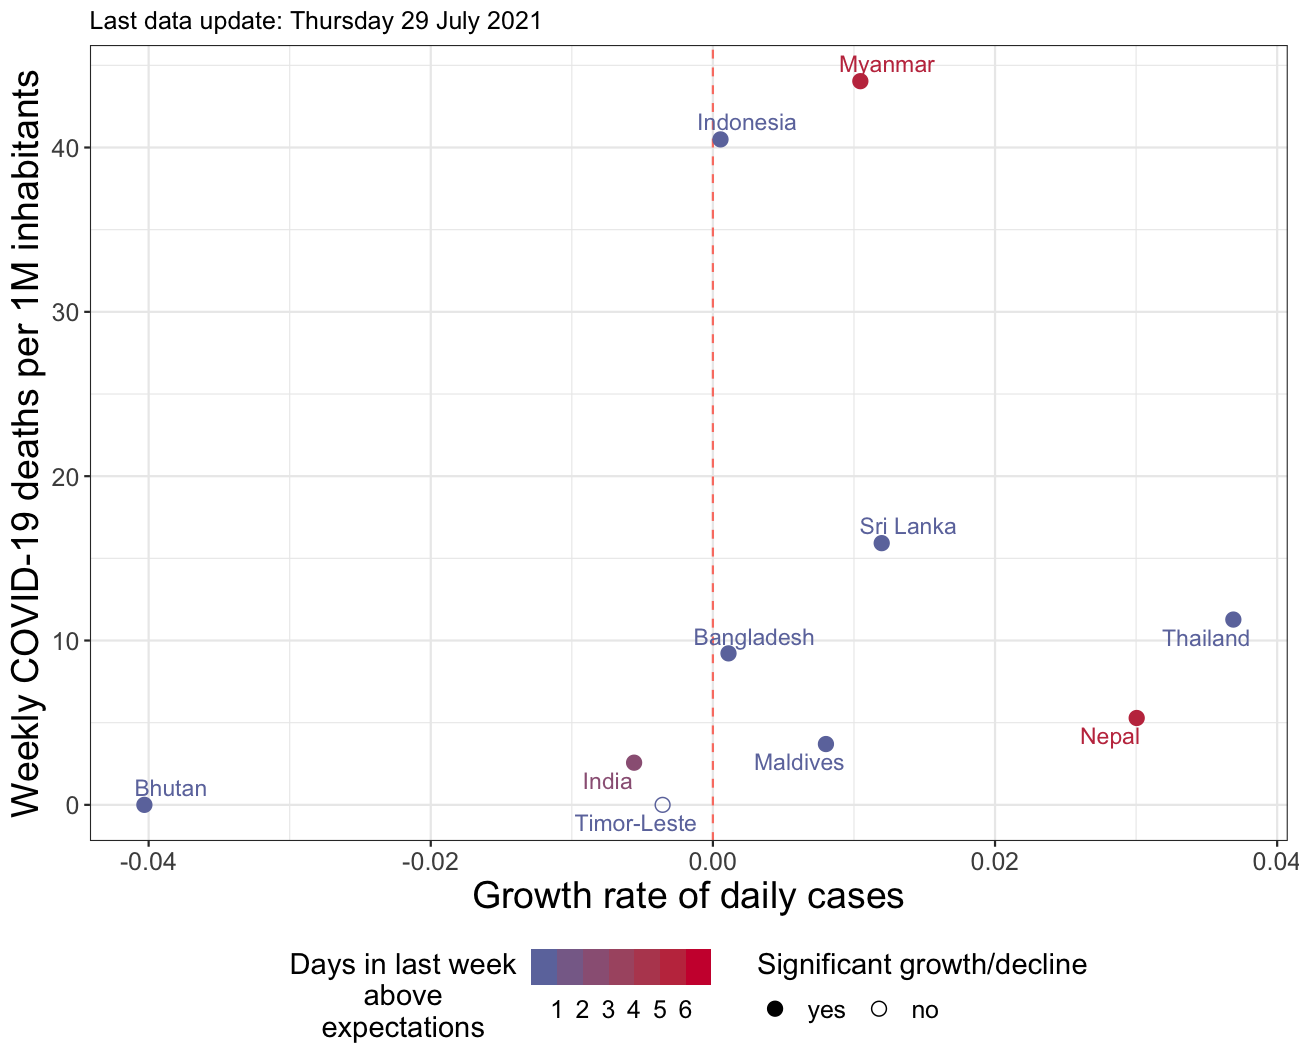 Last data update: Thursday 29 July 2021
Weekly COVID-19 deaths per 1M inhabitants
40
30
20
10
0
Myanmar
Indonesia
Sri Lanka
Bangladesh
Thailand
Nepal
Maldives
India
Bhutan
Timor-Leste
-0.04 -0.02 0.00 0.02 0.04
Growth rate of daily cases
Days in last week
above
expectations
1 2 3 4 5 6
Significant growth/decline
yes no